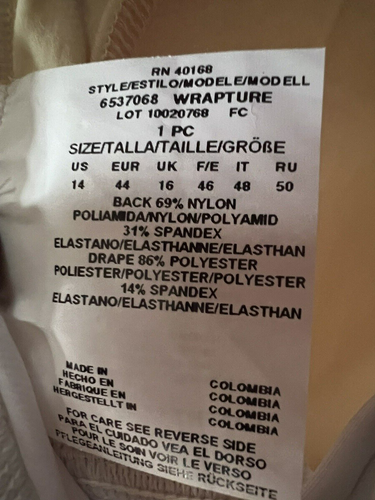 RN 40168
STYLE/ESTILO/MODELE/MODELL
6537068 WRAPTURE
LOT 10020768 FC
1 PC
SIZE/TALLA/TAILLE/GRÖßE
US EUR UK F/E IT RU
14 44 16 46 48 50
BACK 69% NYLON
POLIAMIDA/NYLON/POLYAMID
31% SPANDEX
ELASTANO/ELASTHANNE/ELASTHAN
DRAPE 86% POLYESTER
POLIESTER/POLYESTER/POLYESTER
14% SPANDEX
ELASTANO/ELASTHANNE/ELASTHAN
MADE IN COLOMBIA
HECHO EN COLOMBIA
FABRIQUE EN COLOMBIA
HERGESTELLT IN COLOMBIA
FOR CARE SEE REVERSE SIDE
PARA EL CUIDADO VEA EL DORSO
POUR LE SOIN VOIR LE VERSO
PFLEGEANLEITUNG SIEHE RÜCKSEITE